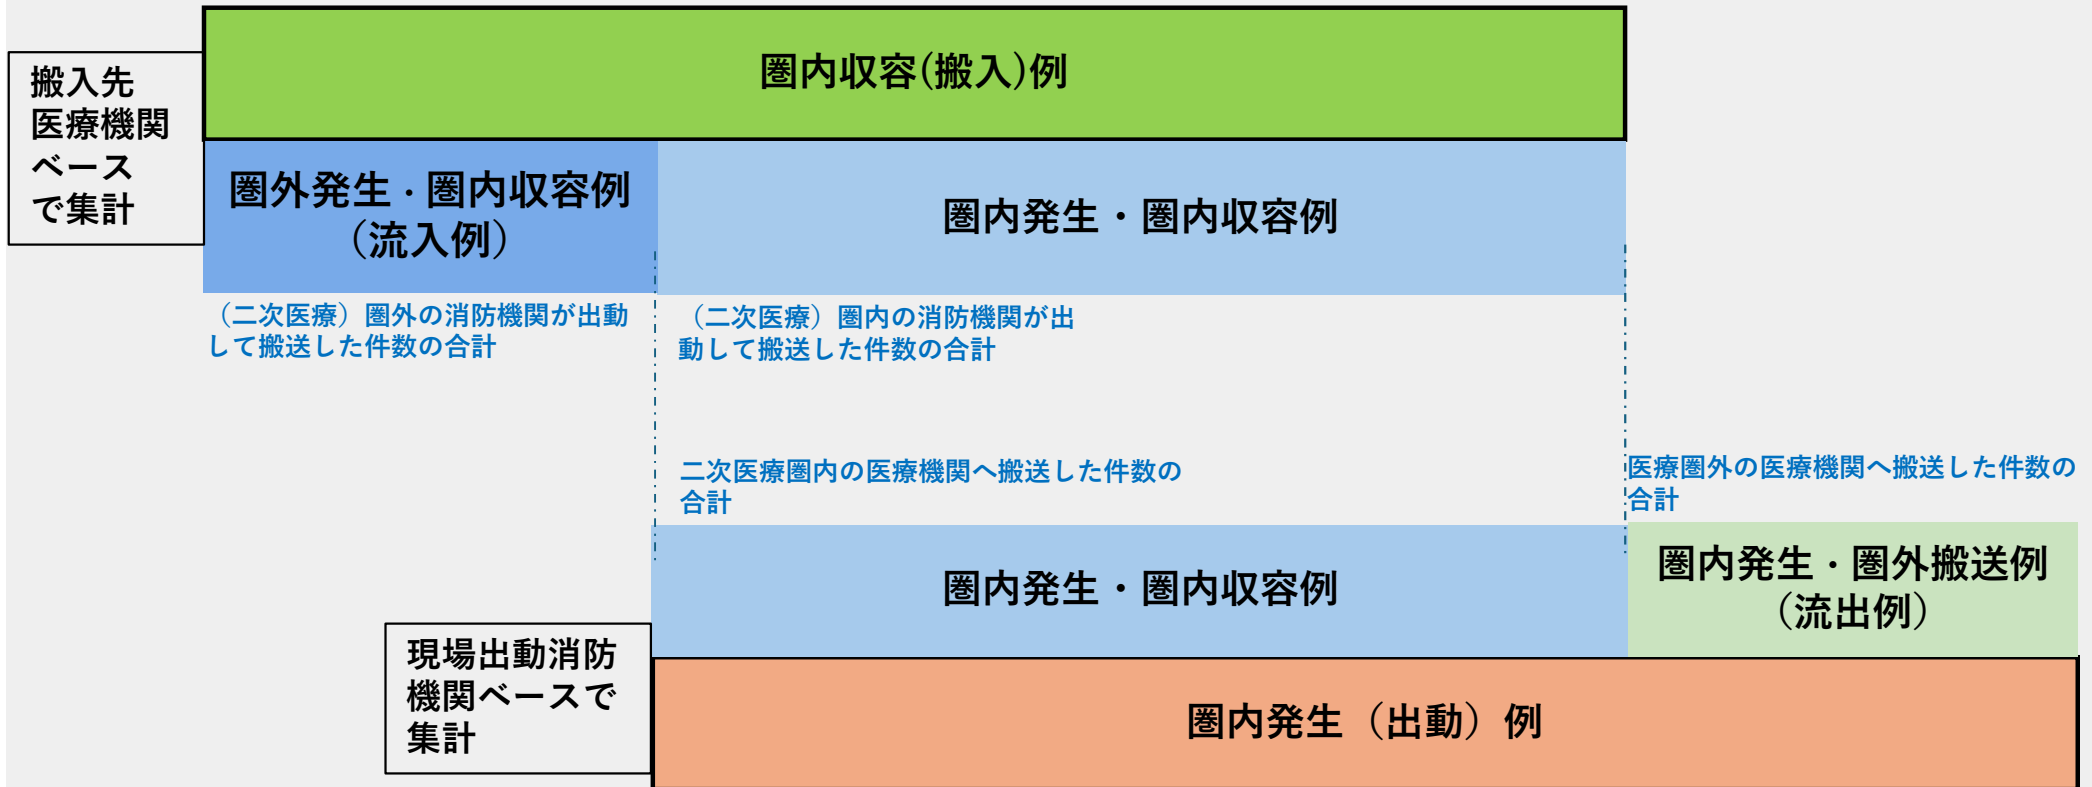 圏内収容(搬入)例
搬入先
医療機関
ベース
で集計
圏外発生・圏内収容例
（流入例）
圏内発生・圏内収容例
（二次医療）圏外の消防機関が出動
して搬送した件数の合計
（二次医療）圏内の消防機関が出
動して搬送した件数の合計
二次医療圏内の医療機関へ搬送した件数の
合計
医療圏外の医療機関へ搬送した件数の
合計
圏内発生・圏内収容例
圏内発生・圏外搬送例
（流出例）
現場出動消防
機関ベースで
集計
圏内発生（出動）例